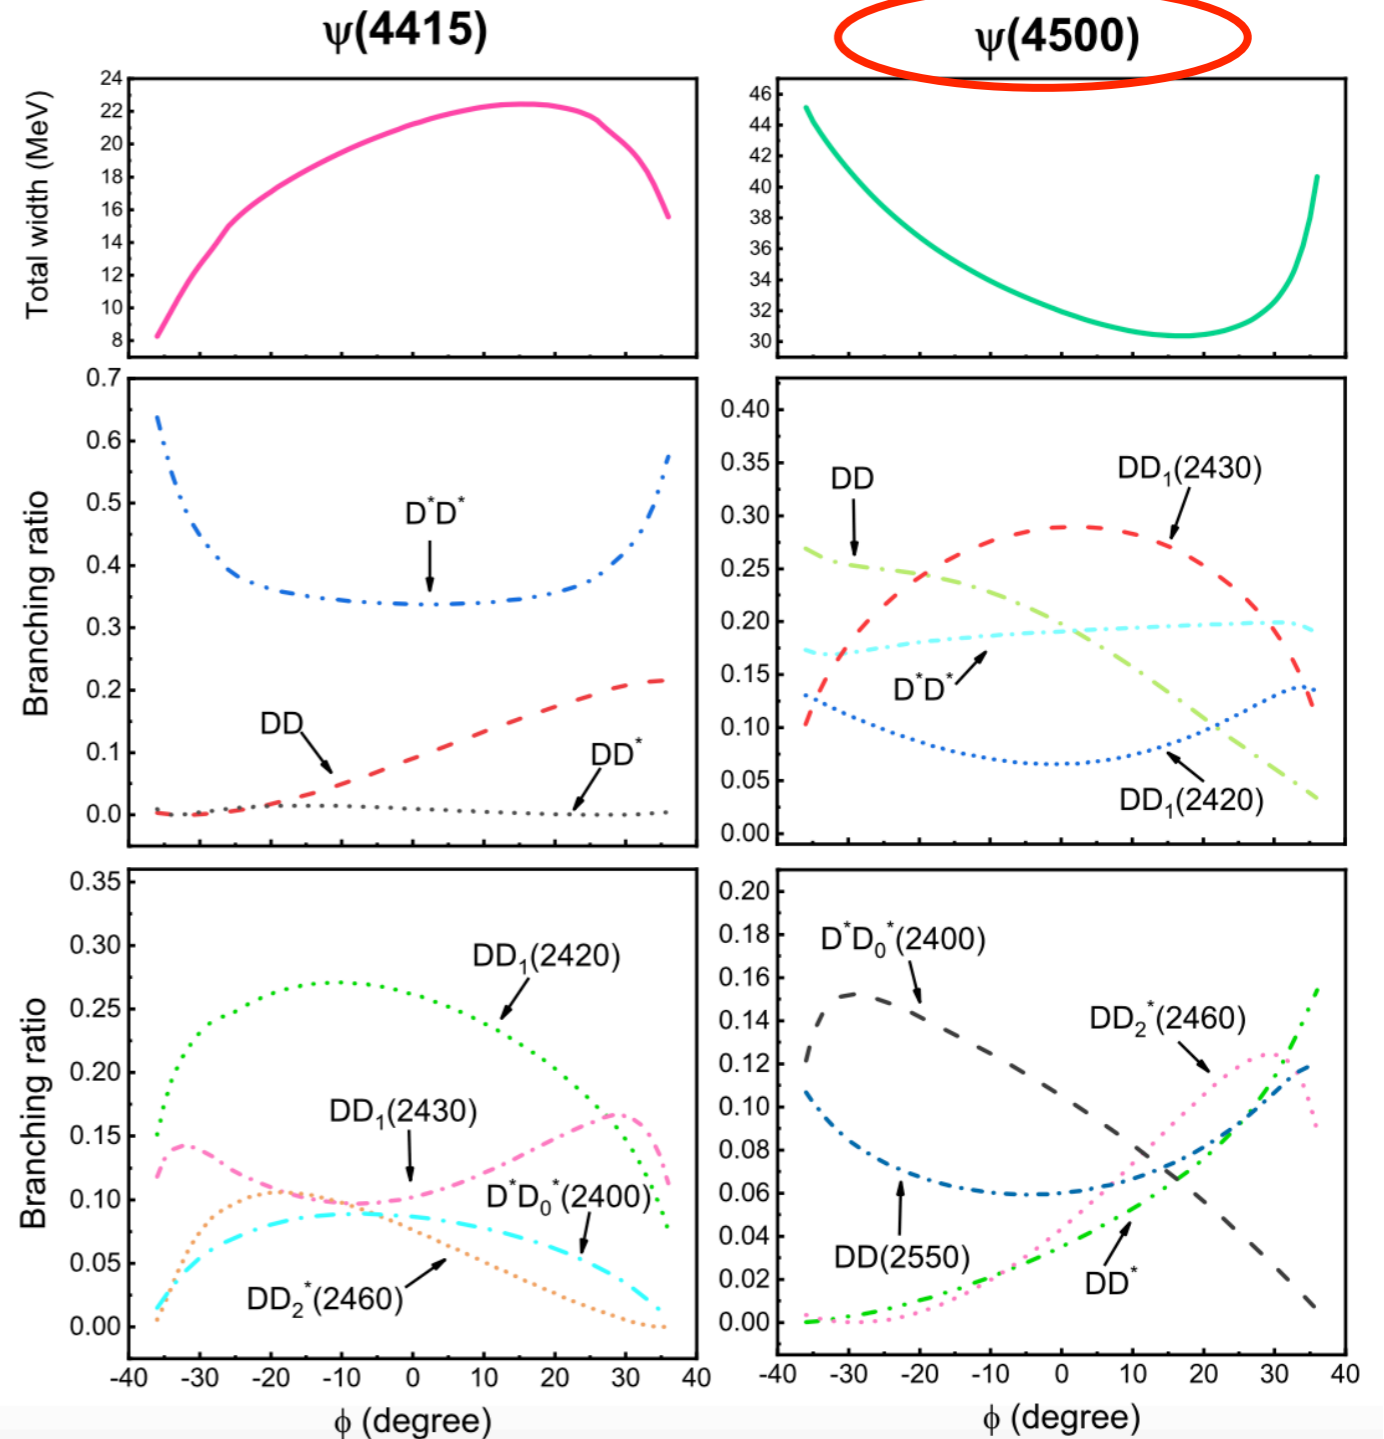 ψ(4415)
ψ(4500)
Total width (MeV)
24
22
20
18
16
14
12
10
8
46
44
42
40
38
36
34
32
30
Branching ratio
0.7
0.6
0.5
0.4
0.3
0.2
0.1
0.0
D*D*
DD
DD*
0.40
0.35
0.30
0.25
0.20
0.15
0.10
0.05
0.00
DD
DD₁(2430)
D*D*
DD₁(2420)
Branching ratio
0.35
0.30
0.25
0.20
0.15
0.10
0.05
0.00
DD₁(2420)
DD₁(2430)
D*D₀*(2400)
DD₂*(2460)
-40 -30 -20 -10 0 10 20 30 40
ϕ (degree)
0.20
0.18
0.16
0.14
0.12
0.10
0.08
0.06
0.04
0.02
0.00
D*D₀*(2400)
DD₂*(2460)
DD(2550)
DD*
-40 -30 -20 -10 0 10 20 30 40
ϕ (degree)